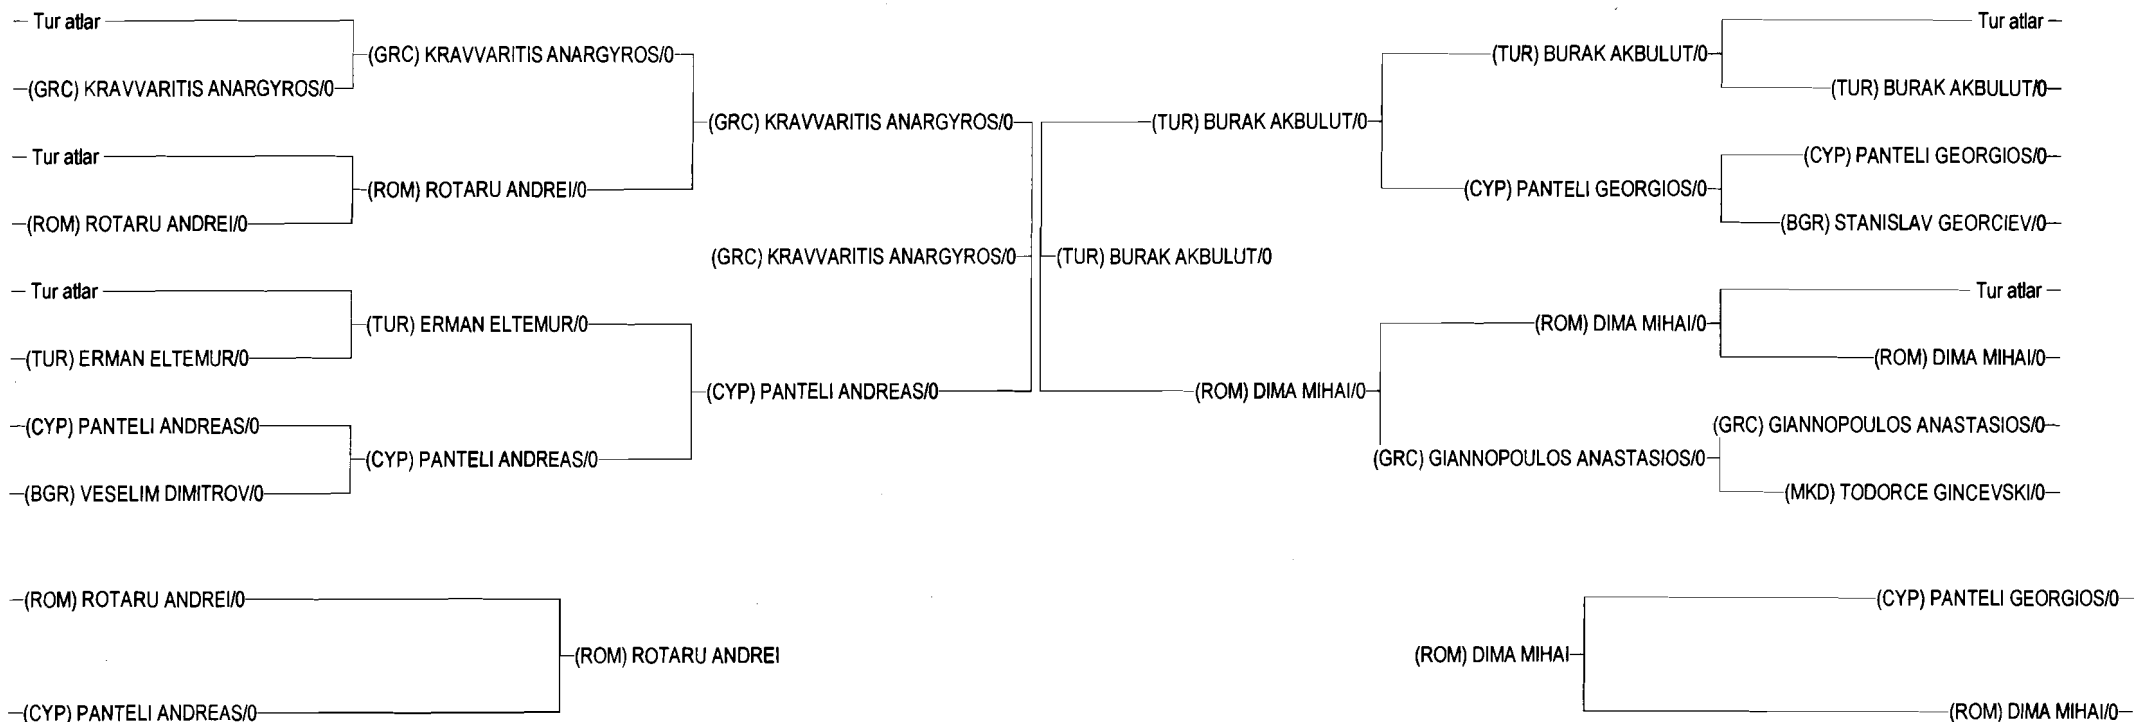 Tur atlar
(GRC) KRAVVARITIS ANARGYROS/0
Tur atlar
(ROM) ROTARU ANDREI/0
Tur atlar
(TUR) ERMAN ELTEMUR/0
(CYP) PANTELI ANDREAS/0
(BGR) VESELIM DIMITROV/0
(GRC) KRAVVARITIS ANARGYROS/0
(ROM) ROTARU ANDREI/0
(TUR) ERMAN ELTEMUR/0
(CYP) PANTELI ANDREAS/0
(GRC) KRAVVARITIS ANARGYROS/0
(CYP) PANTELI ANDREAS/0
(GRC) KRAVVARITIS ANARGYROS/0
(TUR) BURAK AKBULUT/0
(TUR) BURAK AKBULUT/0
(ROM) DIMA MIHAI/0
(TUR) BURAK AKBULUT/0
(CYP) PANTELI GEORGIOS/0
(ROM) DIMA MIHAI/0
(GRC) GIANNOPOULOS ANASTASIOS/0
Tur atlar
(TUR) BURAK AKBULUT/0
(CYP) PANTELI GEORGIOS/0
(BGR) STANISLAV GEORCIEV/0
Tur atlar
(ROM) DIMA MIHAI/0
(GRC) GIANNOPOULOS ANASTASIOS/0
(MKD) TODORCE GINCEVSKI/0
(ROM) ROTARU ANDREI/0
(CYP) PANTELI ANDREAS/0
(ROM) ROTARU ANDREI
(ROM) DIMA MIHAI
(CYP) PANTELI GEORGIOS/0
(ROM) DIMA MIHAI/0